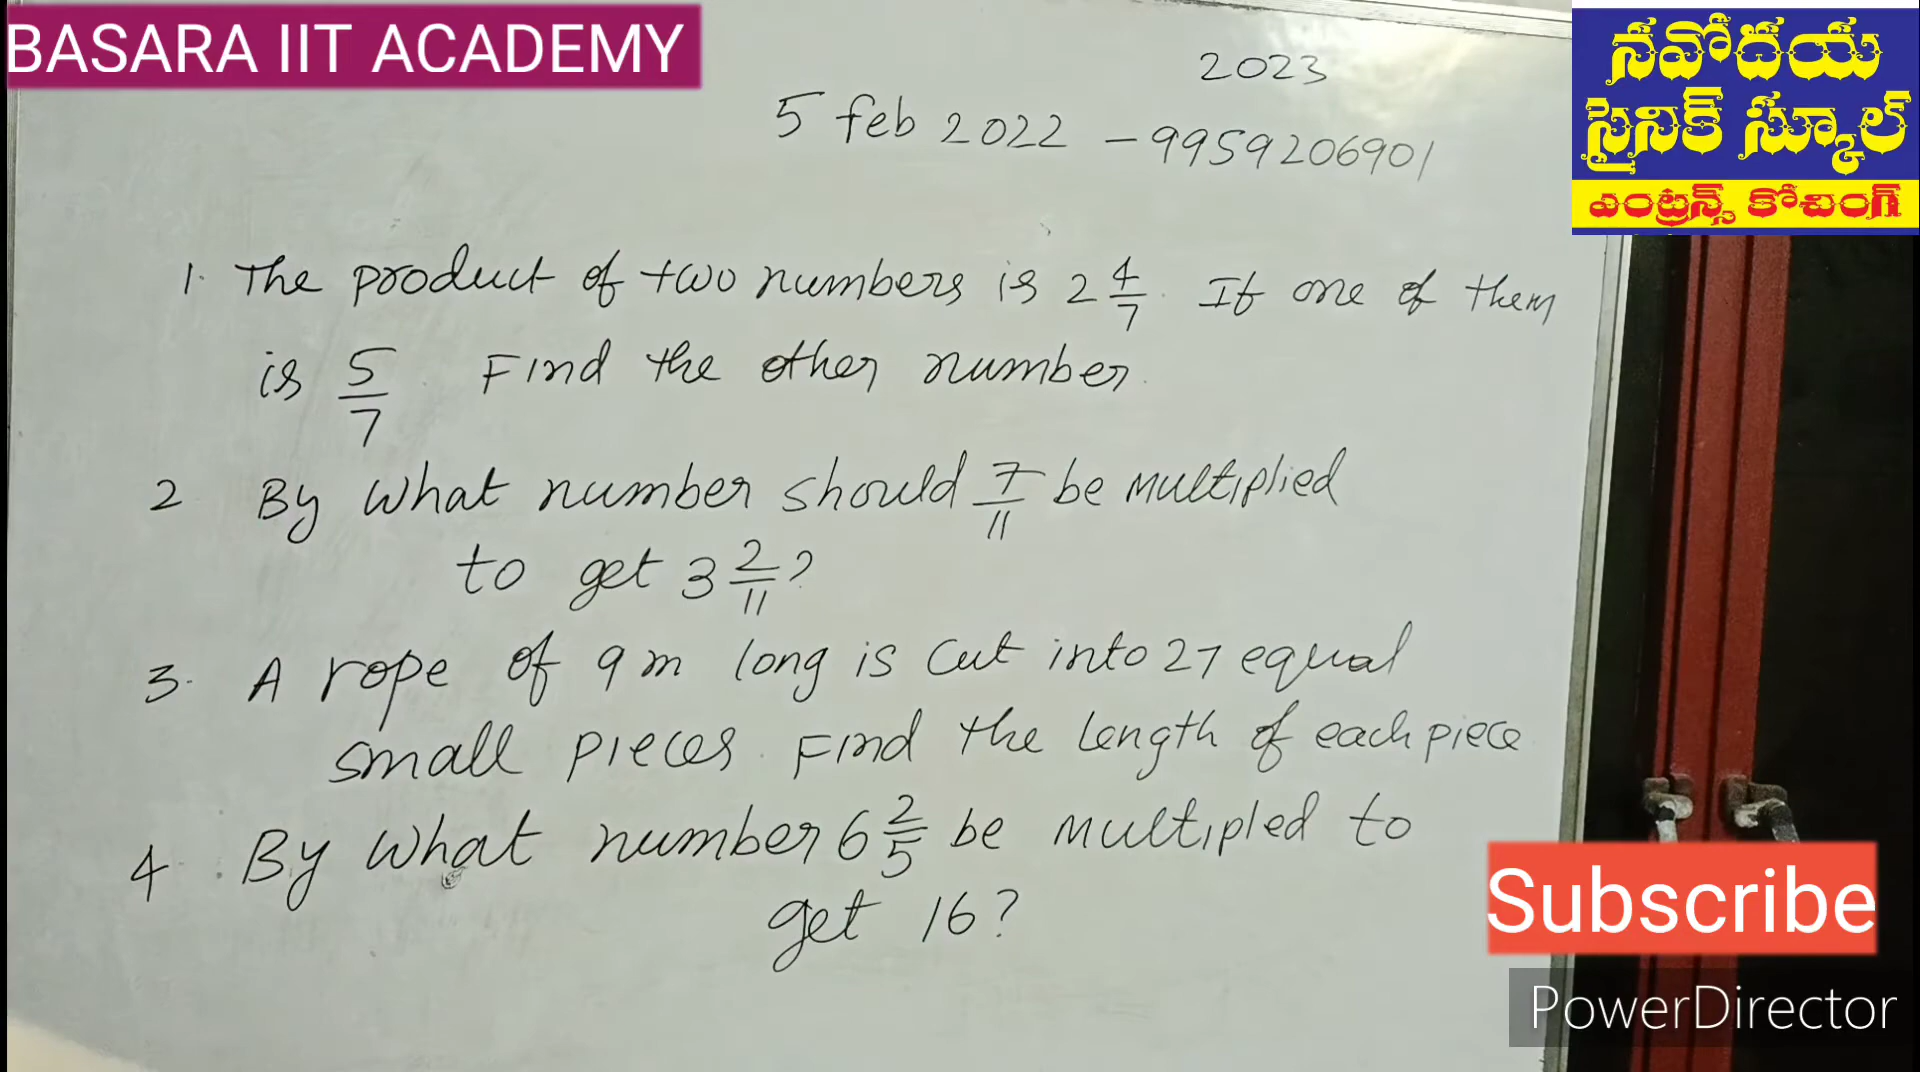 BASARA IIT ACADEMY
నవోదయ
సైనిక్ స్కూల్
ఎంట్రన్స్ కోచింగ్
2023
5 feb 2022 - 9959206901
1. The product of two numbers is 2 4/7. If one of them
is 5/7. Find the other number.
2 By what number should 7/11 be multiplied
to get 3 2/11?
3. A rope of 9m long is cut into 27 equal
small pieces. Find the length of each piece
4. By what number 6 2/5 be multipled to
get 16?
Subscribe
PowerDirector